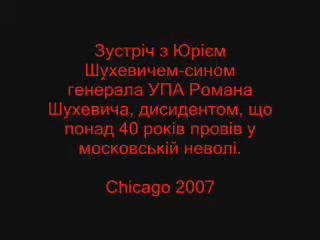 Зустріч з Юрієм
Шухевичем-сином
генерала УПА Романа
Шухевича, дисидентом, що
понад 40 років провів у
московській неволі.
Chicago 2007